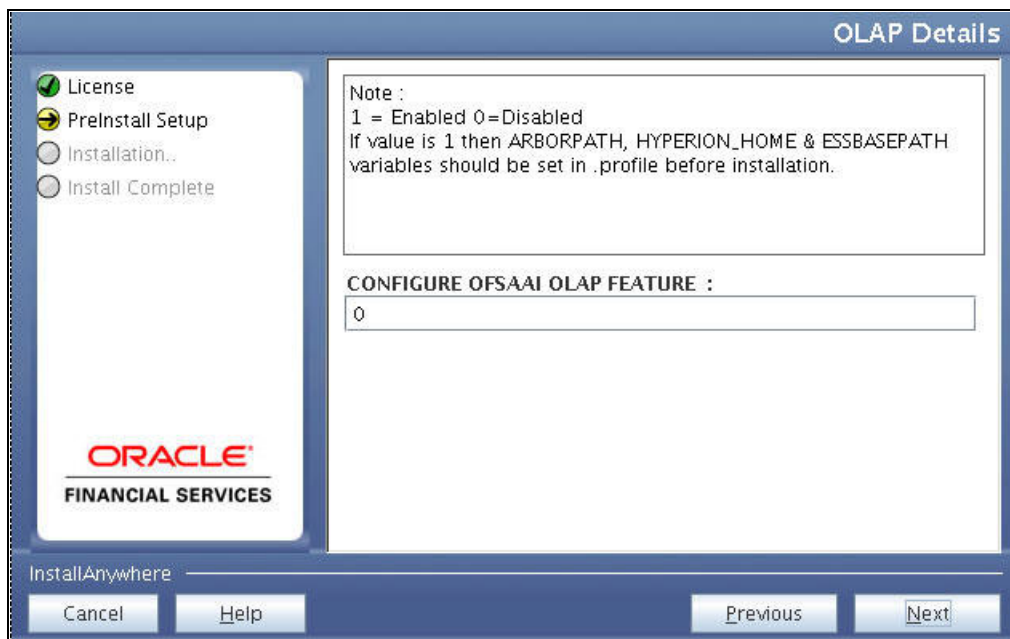 OLAP Details
License
PreInstall Setup
Installation..
Install Complete
ORACLE
FINANCIAL SERVICES
Note :
1 = Enabled 0=Disabled
If value is 1 then ARBORPATH, HYPERION_HOME & ESSBASEPATH
variables should be set in .profile before installation.
CONFIGURE OFSAAI OLAP FEATURE :
0
InstallAnywhere
Cancel
Help
Previous
Next